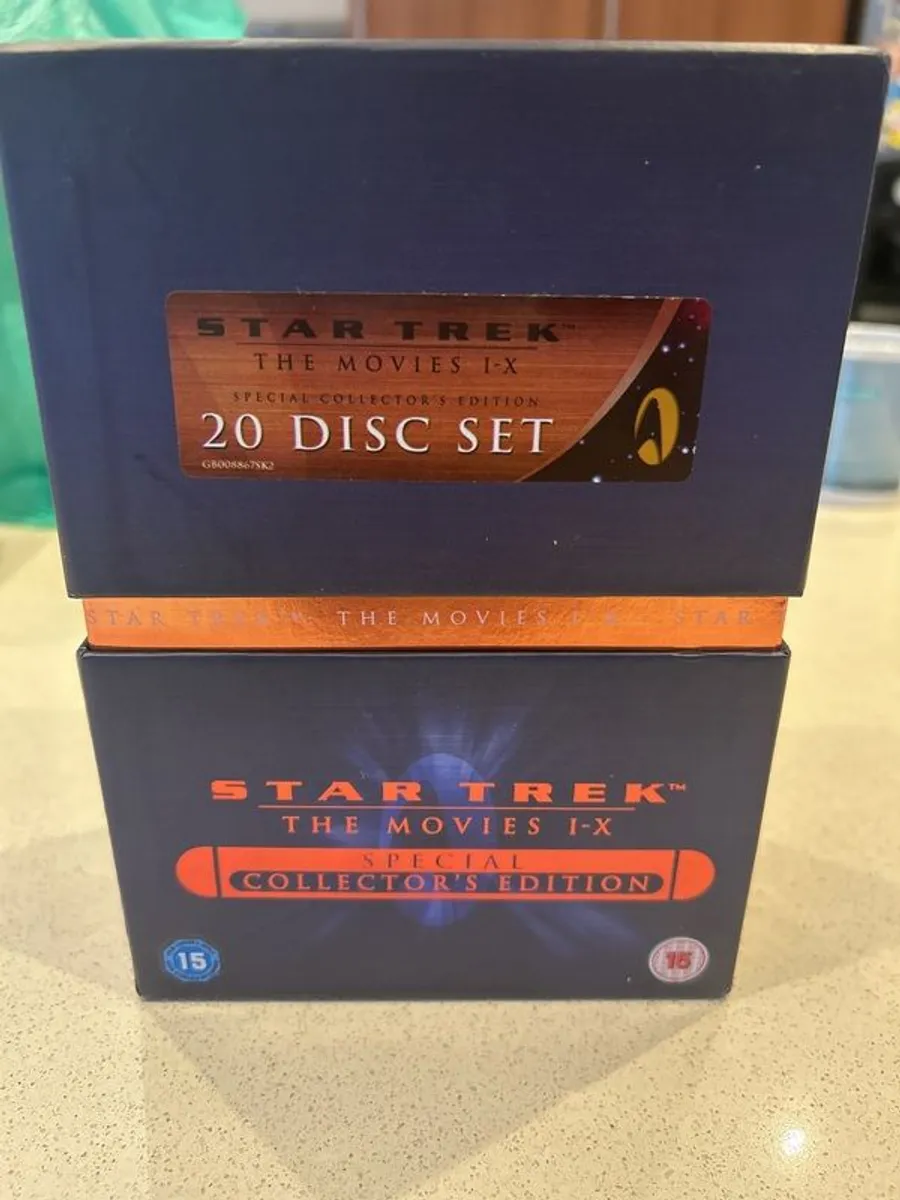 STAR TREK™
THE MOVIES I-X
SPECIAL COLLECTOR'S EDITION
20 DISC SET
GB008867SK2
STAR TREK™ THE MOVIES I-X STAR
STAR TREK™
THE MOVIES I-X
SPECIAL
COLLECTOR'S EDITION
15
15